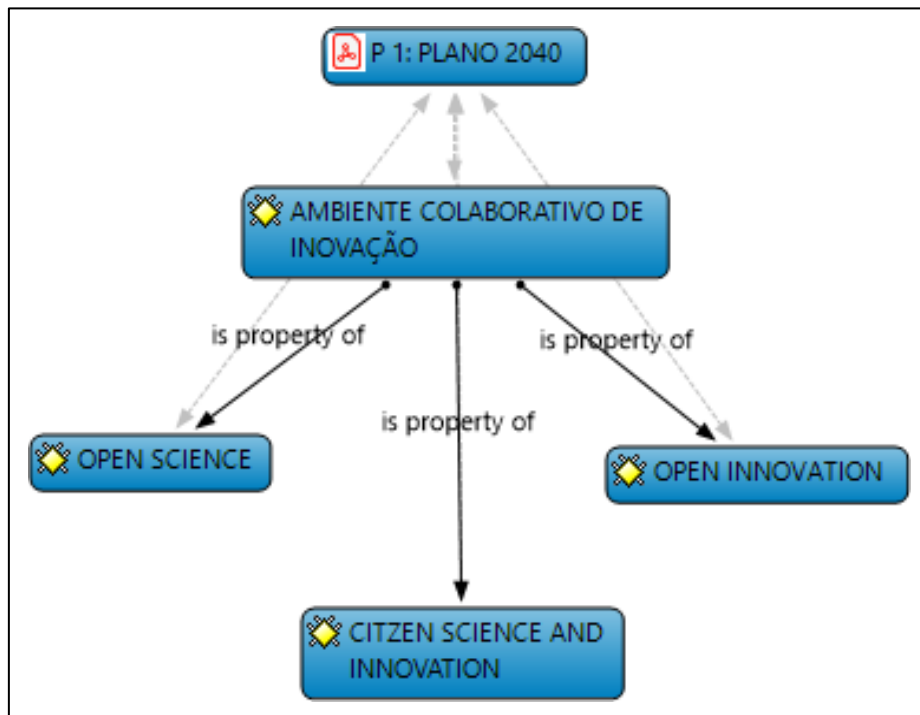 P 1: PLANO 2040
AMBIENTE COLABORATIVO DE
INOVAÇÃO
is property of
is property of
is property of
OPEN SCIENCE
OPEN INNOVATION
CITZEN SCIENCE AND
INNOVATION